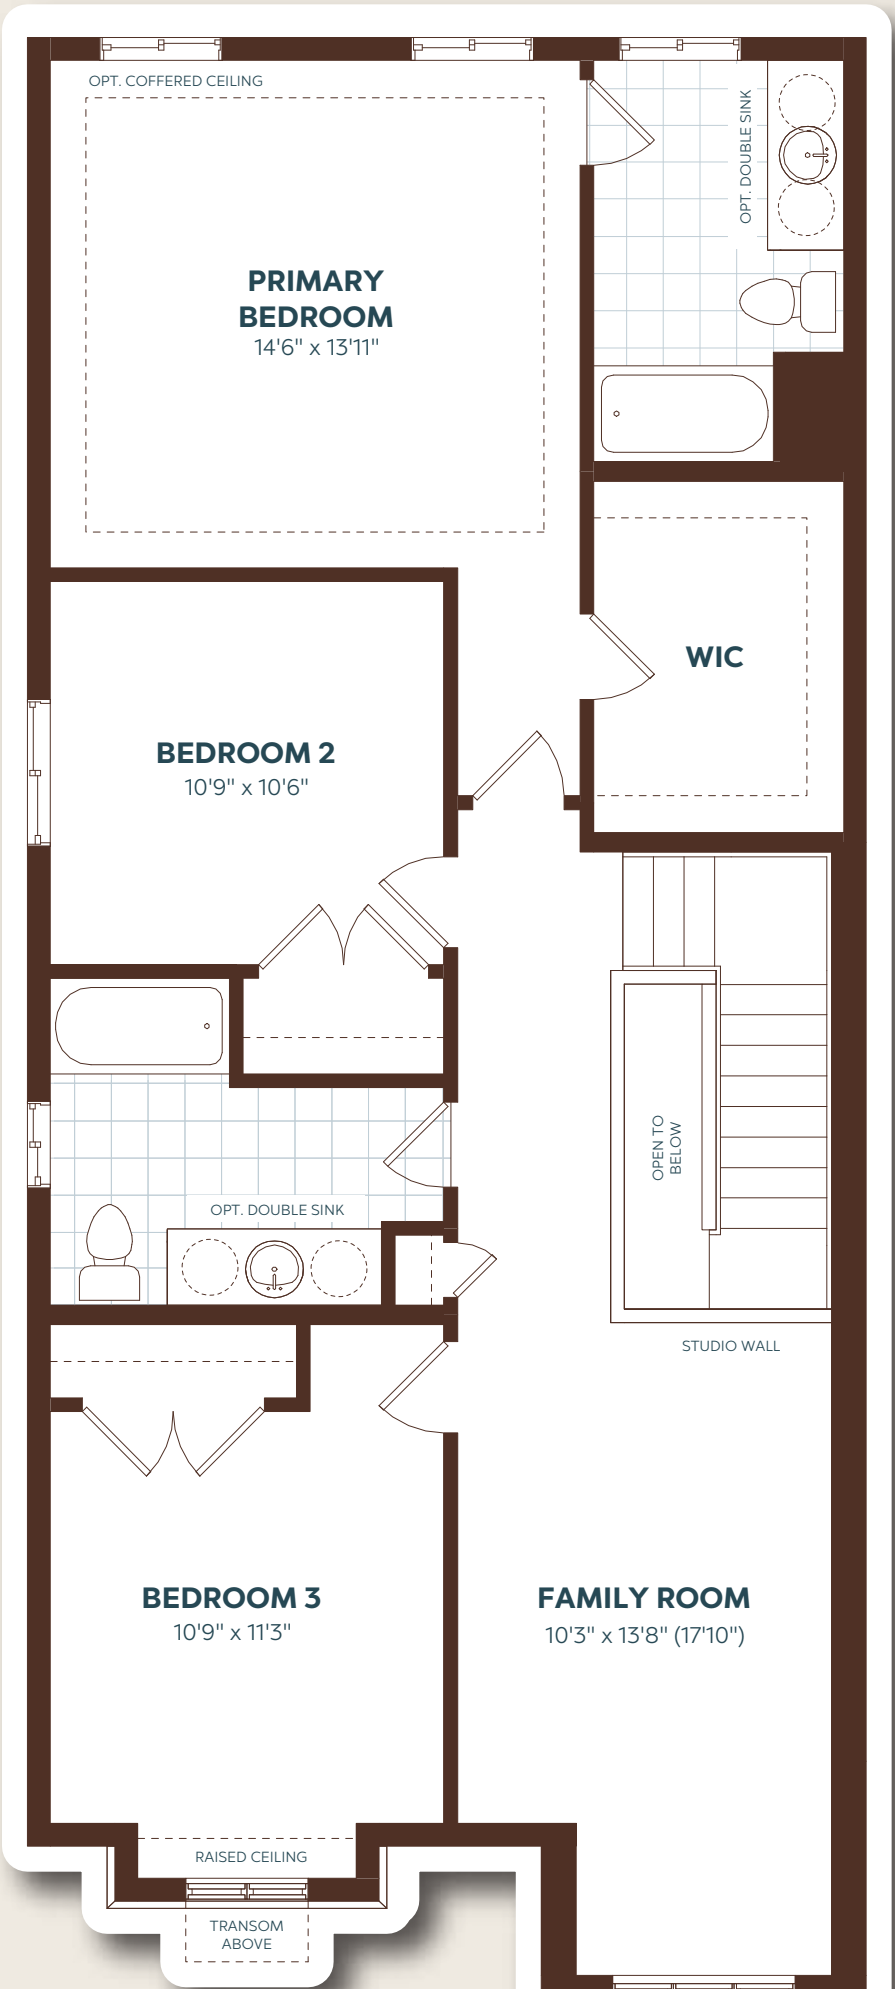 OPT. COFFERED CEILING
OPT. DOUBLE SINK
PRIMARY
BEDROOM
14'6" x 13'11"
WIC
BEDROOM 2
10'9" x 10'6"
OPEN TO
BELOW
OPT. DOUBLE SINK
STUDIO WALL
BEDROOM 3
10'9" x 11'3"
FAMILY ROOM
10'3" x 13'8" (17'10")
RAISED CEILING
TRANSOM
ABOVE